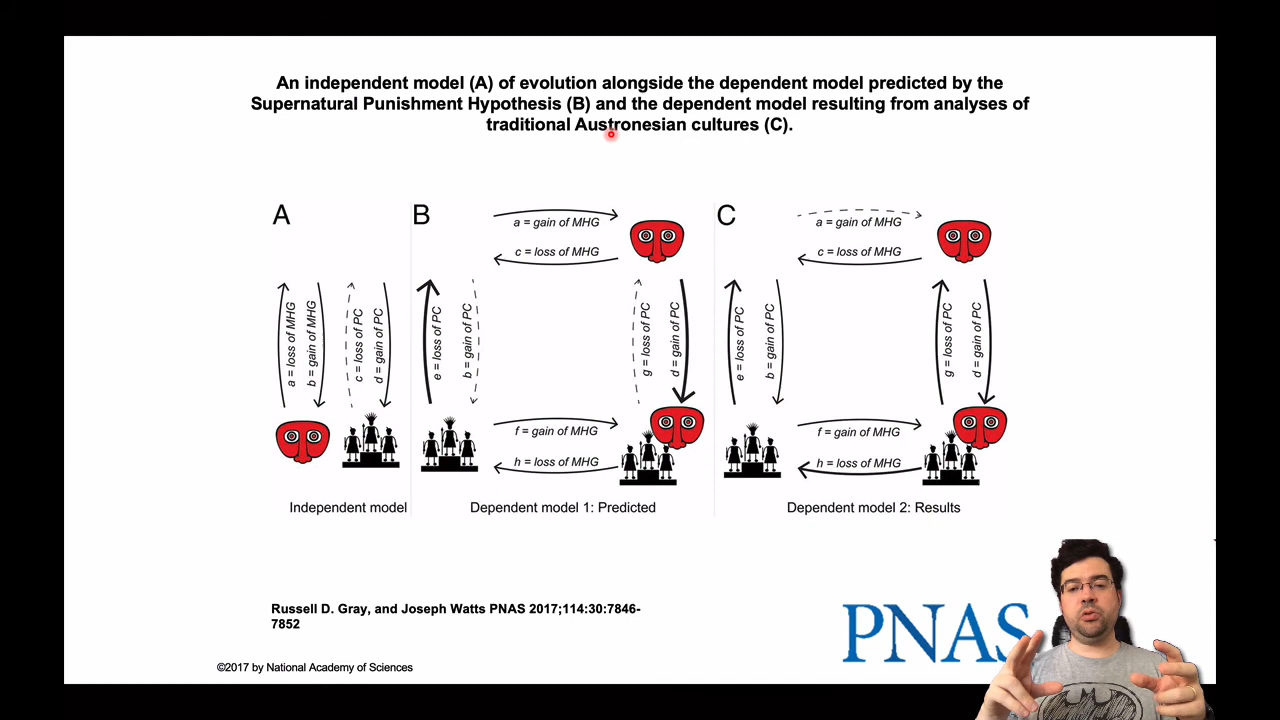 An independent model (A) of evolution alongside the dependent model predicted by the
Supernatural Punishment Hypothesis (B) and the dependent model resulting from analyses of
traditional Austronesian cultures (C).
A
a = loss of MHG
b = gain of MHG
c = loss of PC
d = gain of PC
Independent model
B
a = gain of MHG
c = loss of MHG
e = loss of PC
b = gain of PC
g = loss of PC
d = gain of PC
f = gain of MHG
h = loss of MHG
Dependent model 1: Predicted
C
a = gain of MHG
c = loss of MHG
e = loss of PC
b = gain of PC
g = loss of PC
d = gain of PC
f = gain of MHG
h = loss of MHG
Dependent model 2: Results
Russell D. Gray, and Joseph Watts PNAS 2017;114:30:7846-
7852
PNAS
©2017 by National Academy of Sciences